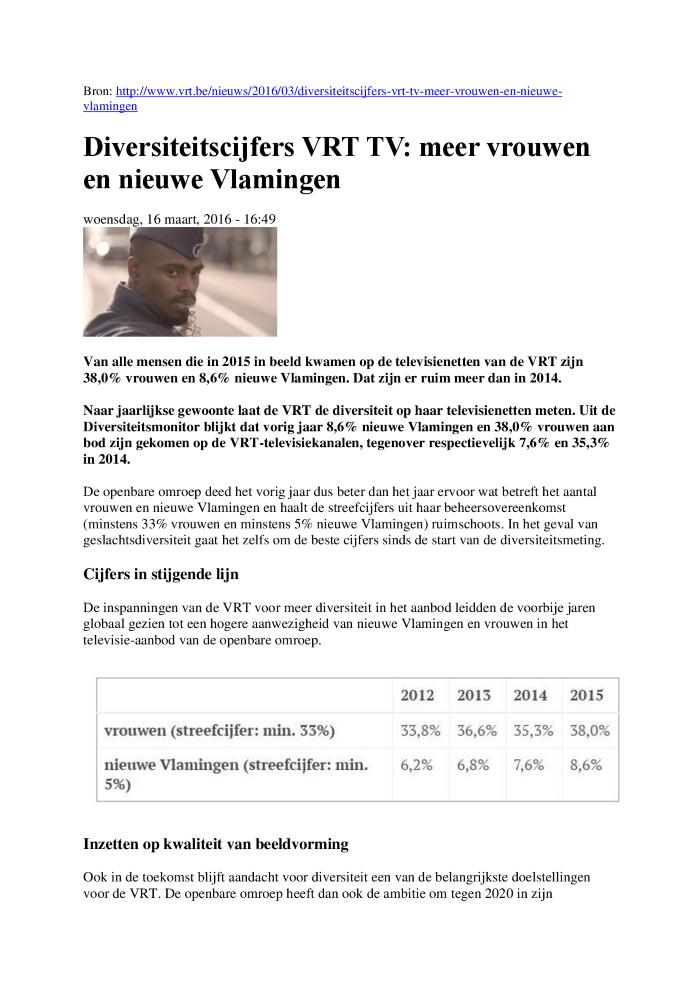 Bron: http://www.vrt.be/nieuws/2016/03/diversiteitscijfers-vrt-tv-meer-vrouwen-en-nieuwe-
vlamingen
Diversiteitscijfers VRT TV: meer vrouwen
en nieuwe Vlamingen
woensdag, 16 maart, 2016 - 16:49
Van alle mensen die in 2015 in beeld kwamen op de televisienetten van de VRT zijn
38,0% vrouwen en 8,6% nieuwe Vlamingen. Dat zijn er ruim meer dan in 2014.
Naar jaarlijkse gewoonte laat de VRT de diversiteit op haar televisienetten meten. Uit de
Diversiteitsmonitor blijkt dat vorig jaar 8,6% nieuwe Vlamingen en 38,0% vrouwen aan
bod zijn gekomen op de VRT-televisiekanalen, tegenover respectievelijk 7,6% en 35,3%
in 2014.
De openbare omroep deed het vorig jaar dus beter dan het jaar ervoor wat betreft het aantal
vrouwen en nieuwe Vlamingen en haalt de streefcijfers uit haar beheersovereenkomst
(minstens 33% vrouwen en minstens 5% nieuwe Vlamingen) ruimschoots. In het geval van
geslachtsdiversiteit gaat het zelfs om de beste cijfers sinds de start van de diversiteitsmeting.
Cijfers in stijgende lijn
De inspanningen van de VRT voor meer diversiteit in het aanbod leidden de voorbije jaren
globaal gezien tot een hogere aanwezigheid van nieuwe Vlamingen en vrouwen in het
televisie-aanbod van de openbare omroep.
2012 2013 2014 2015
vrouwen (streefcijfer: min. 33%) 33,8% 36,6% 35,3% 38,0%
nieuwe Vlamingen (streefcijfer: min. 6,2% 6,8% 7,6% 8,6%
5%)
Inzetten op kwaliteit van beeldvorming
Ook in de toekomst blijft aandacht voor diversiteit een van de belangrijkste doelstellingen
voor de VRT. De openbare omroep heeft dan ook de ambitie om tegen 2020 in zijn